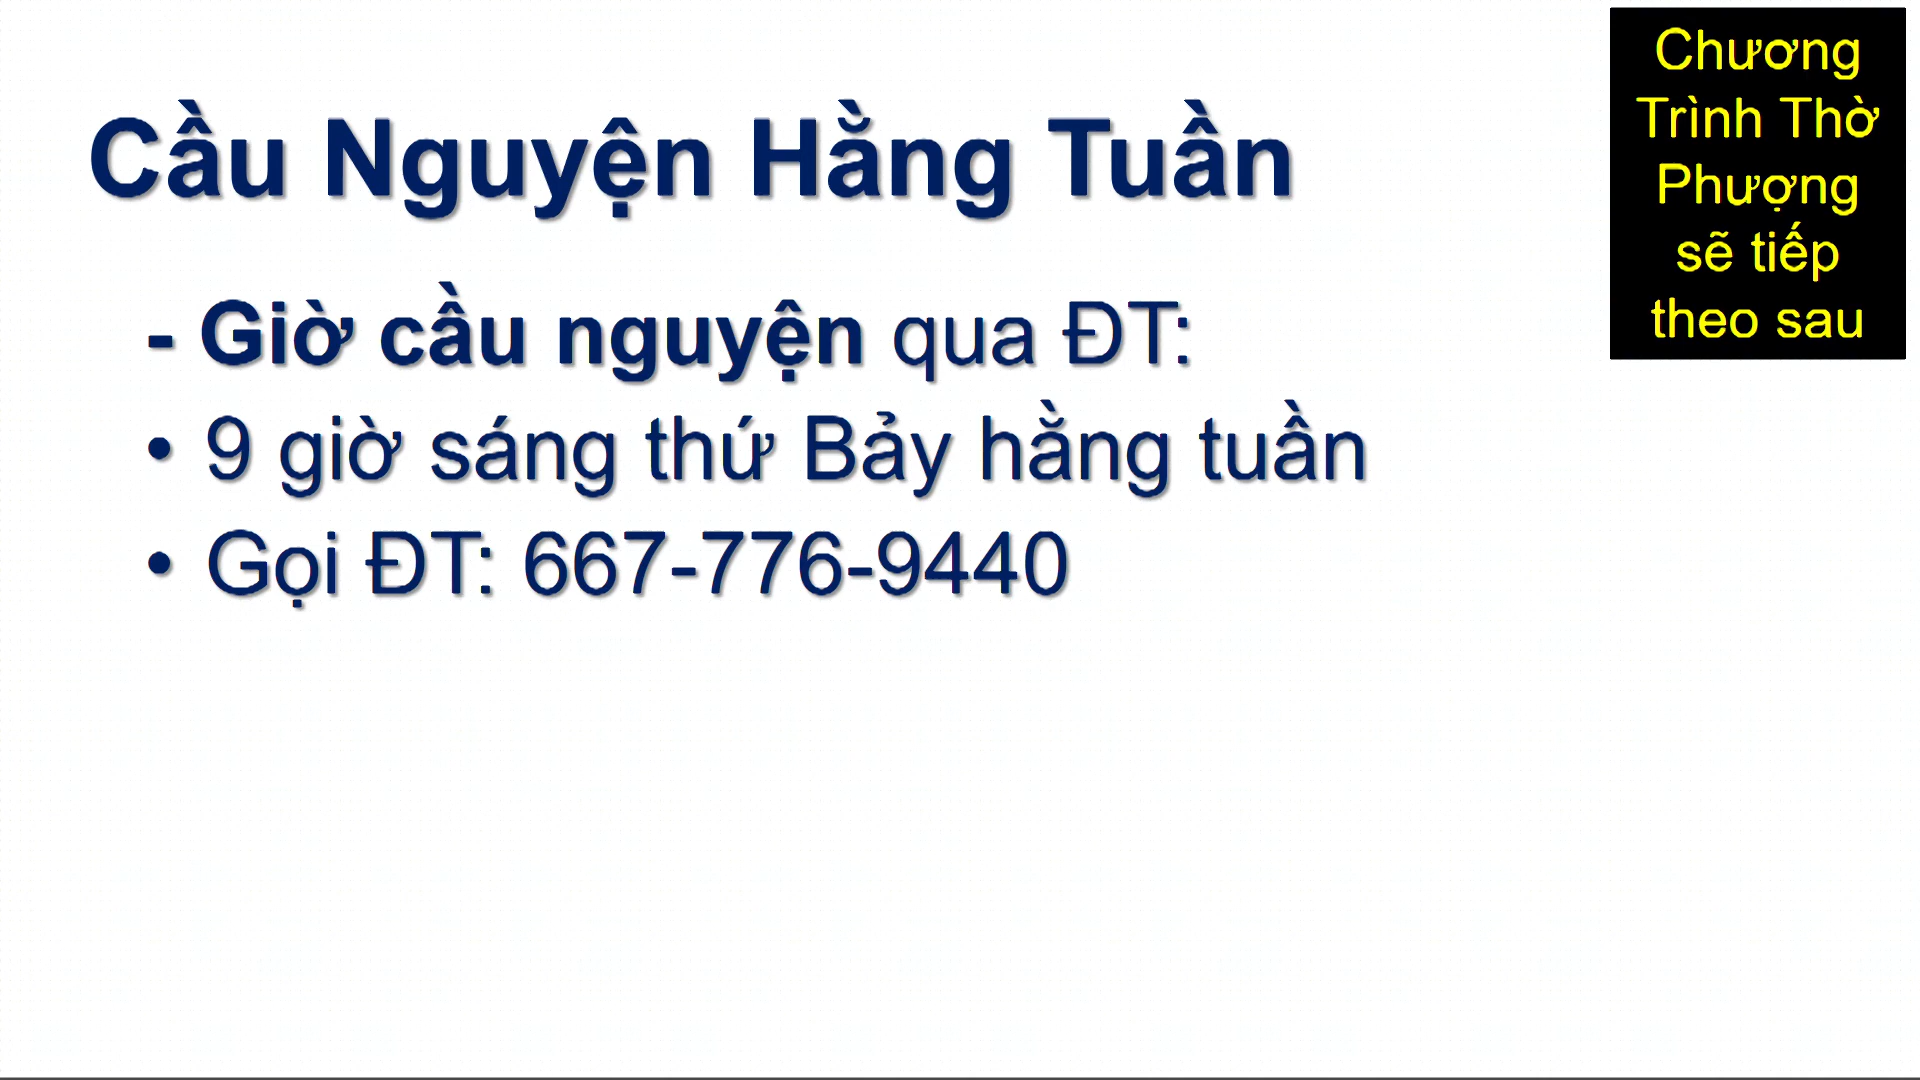 Cầu Nguyện Hằng Tuần
- Giờ cầu nguyện qua ĐT:
• 9 giờ sáng thứ Bảy hằng tuần
• Gọi ĐT: 667-776-9440
Chương
Trình Thờ
Phượng
sẽ tiếp
theo sau